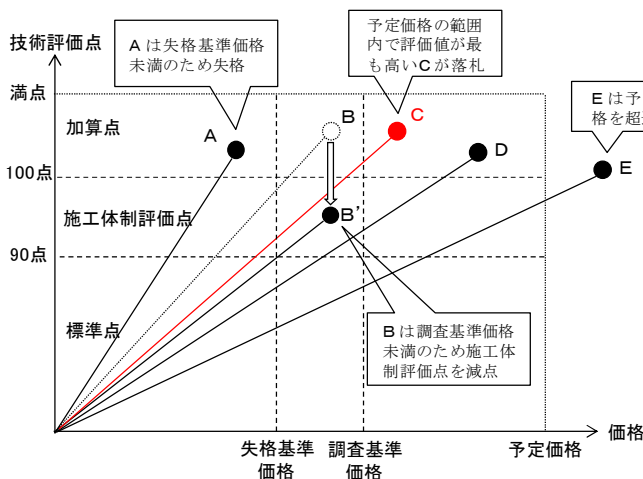 技術評価点
Aは失格基準価格
未満のため失格
予定価格の範囲
内で評価値が最
も高いCが落札
Eは予
格を超
満点
加算点
A
B
C
D
E
100点
施工体制評価点
B'
90点
標準点
Bは調査基準価格
未満のため施工体
制評価点を減点
価格
失格基準
価格
調査基準
価格
予定価格